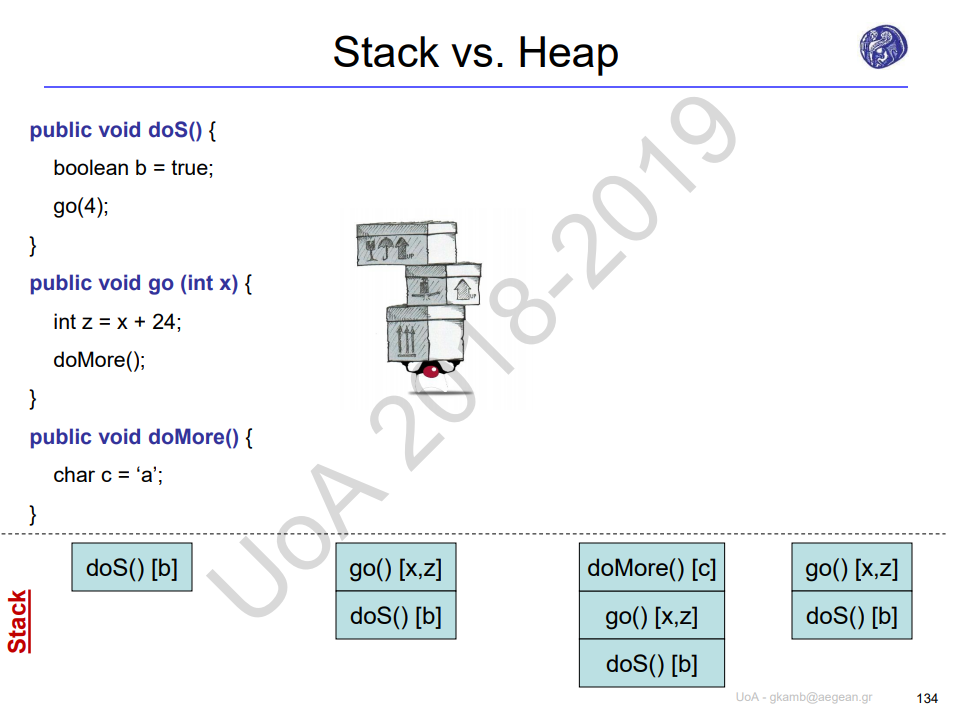 Stack vs. Heap
public void doS() {
boolean b = true;
go(4);
}
public void go (int x) {
int z = x + 24;
doMore();
}
public void doMore() {
char c = ‘a’;
}
UP
UP
UoA 2018-2019
Stack
doS() [b]
go() [x,z]
doS() [b]
doMore() [c]
go() [x,z]
doS() [b]
go() [x,z]
doS() [b]
UoA - gkamb@aegean.gr
134